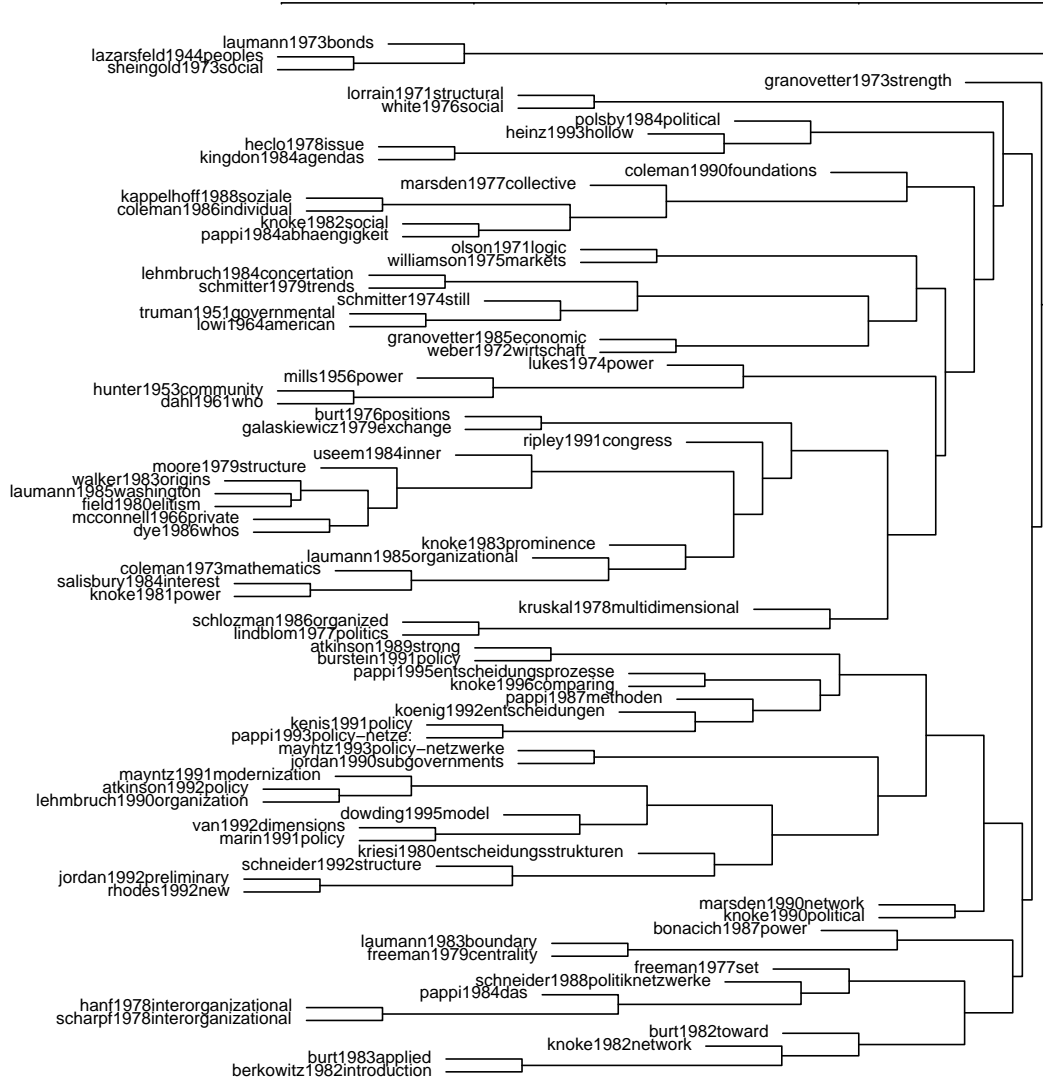 laumann1973bonds
lazarsfeld1944peoples
sheingold1973social
granovetter1973strength
lorrain1971structural
white1976social
polsby1984political
heinz1993hollow
heclo1978issue
kingdon1984agendas
coleman1990foundations
marsden1977collective
kappelhoff1988soziale
coleman1986individual
knoke1982social
pappi1984abhaengigkeit
olson1971logic
williamson1975markets
lehmbruch1984concertation
schmitter1979trends
schmitter1974still
truman1951governmental
lowi1964american
granovetter1985economic
weber1972wirtschaft
lukes1974power
mills1956power
hunter1953community
dahl1961who
burt1976positions
galaskiewicz1979exchange
ripley1991congress
useem1984inner
moore1979structure
walker1983origins
laumann1985washington
field1980elitism
mcconnell1966private
dye1986whos
knoke1983prominence
laumann1985organizational
coleman1973mathematics
salisbury1984interest
knoke1981power
kruskal1978multidimensional
schlozman1986organized
lindblom1977politics
atkinson1989strong
burstein1991policy
pappi1995entscheidungsprozesse
knoke1996comparing
pappi1987methoden
koenig1992entscheidungen
kenis1991policy
pappi1993policy−netze:
mayntz1993policy−netzwerke
jordan1990subgovernments
mayntz1991modernization
atkinson1992policy
lehmbruch1990organization
dowding1995model
van1992dimensions
marin1991policy
kriesi1980entscheidungsstrukturen
schneider1992structure
jordan1992preliminary
rhodes1992new
marsden1990network
knoke1990political
bonacich1987power
laumann1983boundary
freeman1979centrality
freeman1977set
schneider1988politiknetzwerke
pappi1984das
hanf1978interorganizational
scharpf1978interorganizational
burt1982toward
knoke1982network
burt1983applied
berkowitz1982introduction